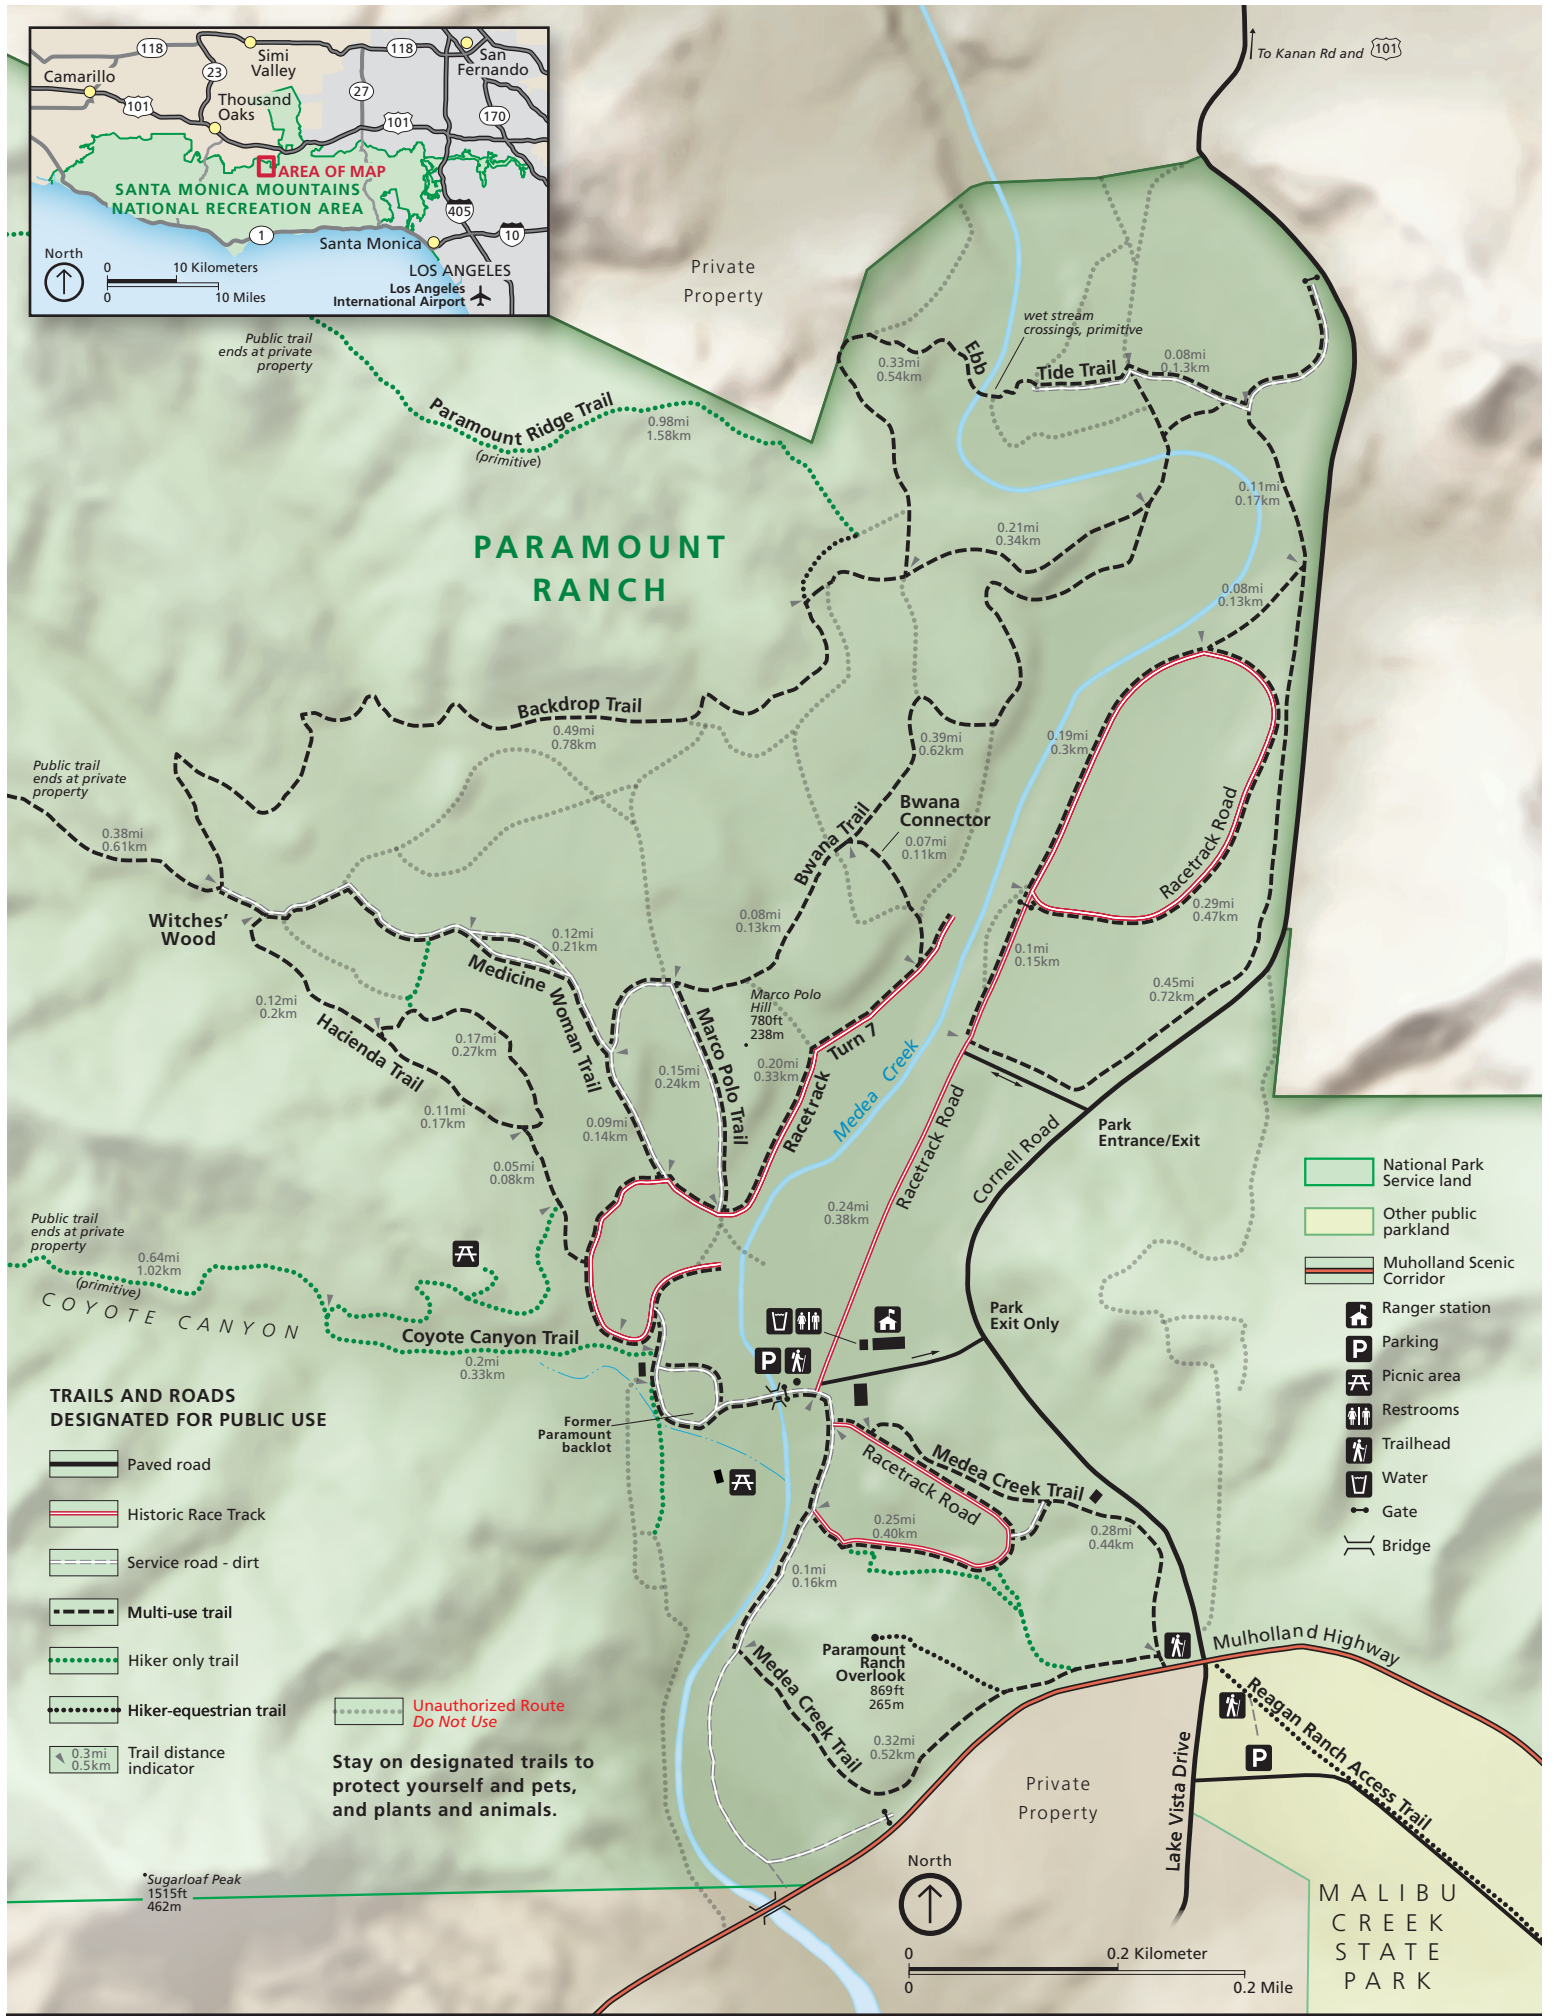 118
Simi
Valley
118
San
Fernando
Camarillo
23
27
Thousand
Oaks
101
101
170
AREA OF MAP
SANTA MONICA MOUNTAINS
NATIONAL RECREATION AREA
405
1
Santa Monica
10
North
0
10 Kilometers
0
10 Miles
LOS ANGELES
Los Angeles
International Airport
To Kanan Rd and 101
Private
Property
Public trail
ends at private
property
wet stream
crossings, primitive
Ebb
Tide Trail
0.33mi
0.54km
0.08mi
0.1.3km
Paramount Ridge Trail
(primitive)
0.98mi
1.58km
0.11mi
0.17km
PARAMOUNT
RANCH
0.21mi
0.34km
0.08mi
0.13km
Backdrop Trail
0.49mi
0.78km
0.39mi
0.62km
0.19mi
0.3km
Public trail
ends at private
property
0.38mi
0.61km
Bwana
Connector
0.07mi
0.11km
Bwana Trail
Racetrack Road
0.29mi
0.47km
Witches’
Wood
0.08mi
0.13km
0.12mi
0.21km
Medicine Woman Trail
0.1mi
0.15km
0.45mi
0.72km
0.12mi
0.2km
Hacienda Trail
Marco Polo
Hill
780ft
238m
Marco Polo Trail
0.17mi
0.27km
0.15mi
0.24km
0.20mi
0.33km
Racetrack Turn 7
Medea Creek
Racetrack Road
0.11mi
0.17km
0.09mi
0.14km
Cornell Road
Park
Entrance/Exit
0.05mi
0.08km
0.24mi
0.38km
Public trail
ends at private
property
0.64mi
1.02km
(primitive)
COYOTE CANYON
Coyote Canyon Trail
0.2mi
0.33km
Park
Exit Only
National Park
Service land
Other public
parkland
Muholland Scenic
Corridor
Ranger station
P
Parking
Picnic area
Restrooms
Trailhead
Water
Gate
Bridge
P
Former
Paramount
backlot
Medea Creek Trail
Racetrack Road
0.25mi
0.40km
0.28mi
0.44km
0.1mi
0.16km
TRAILS AND ROADS
DESIGNATED FOR PUBLIC USE
Paved road
Historic Race Track
Service road - dirt
Multi-use trail
Hiker only trail
Hiker-equestrian trail
0.3mi
0.5km
Trail distance
indicator
Unauthorized Route
Do Not Use
Stay on designated trails to
protect yourself and pets,
and plants and animals.
Paramount
Ranch
Overlook
869ft
265m
Medea Creek Trail
0.32mi
0.52km
Mulholland Highway
Reagan Ranch Access Trail
P
Lake Vista Drive
Private
Property
Sugarloaf Peak
1515ft
462m
North
0
0.2 Kilometer
0
0.2 Mile
MALIBU
CREEK
STATE
PARK